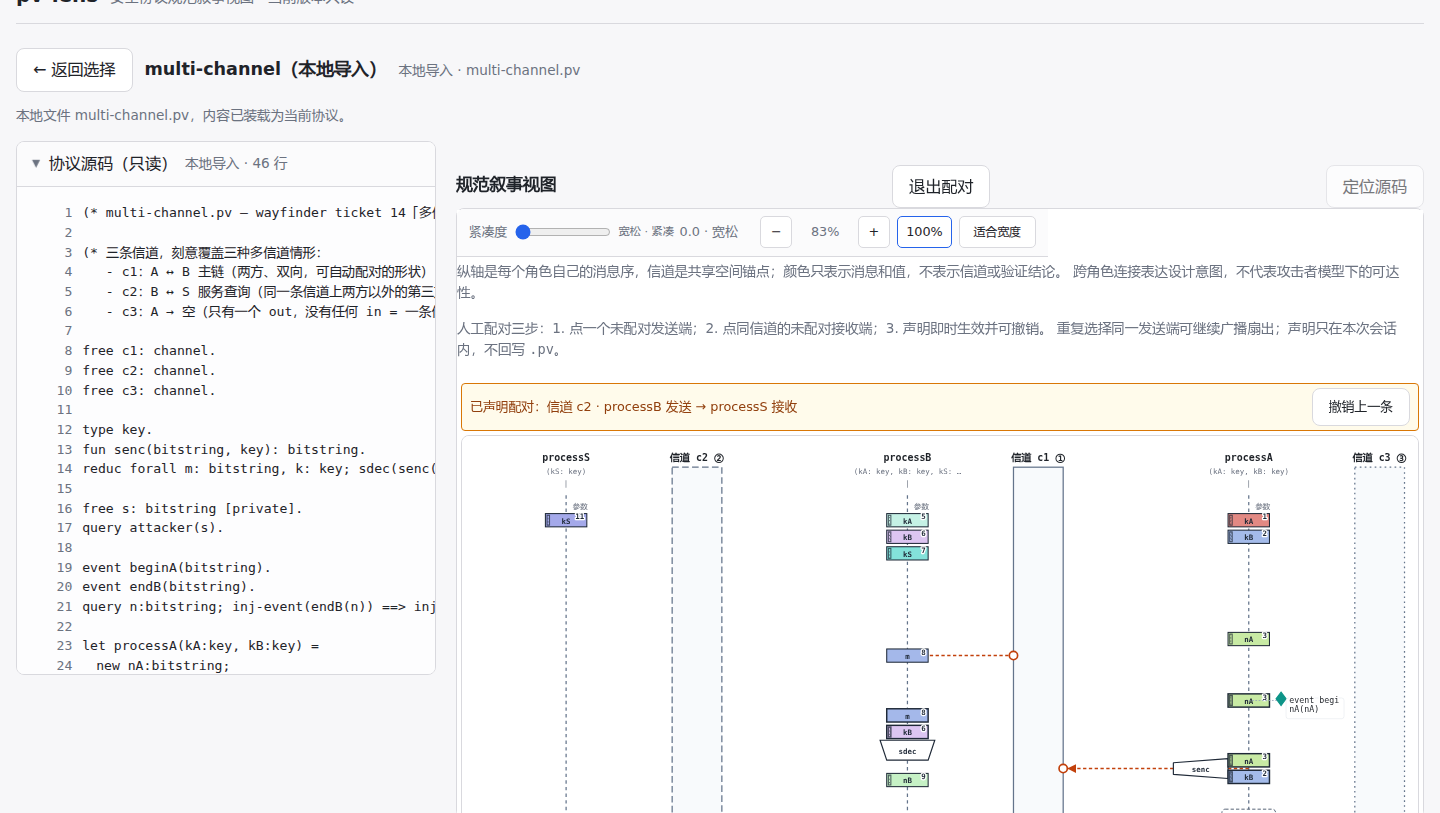 ← 返回选择
multi-channel（本地导入）
本地导入 · multi-channel.pv
本地文件 multi-channel.pv，内容已装载为当前协议。
▼ 协议源码（只读） 本地导入 · 46 行
1 (* multi-channel.pv — wayfinder ticket 14「多
2
3 (* 三条信道，刻意覆盖三种多信道情形：
4 - c1：A ↔ B 主链（两方、双向，可自动配对的形状）
5 - c2：B ↔ S 服务查询（同一条信道上两方以外的第三
6 - c3：A → 空（只有一个 out，没有任何 in = 一条
7
8 free c1: channel.
9 free c2: channel.
10 free c3: channel.
11
12 type key.
13 fun senc(bitstring, key): bitstring.
14 reduc forall m: bitstring, k: key; sdec(senc(
15
16 free s: bitstring [private].
17 query attacker(s).
18
19 event beginA(bitstring).
20 event endB(bitstring).
21 query n:bitstring; inj-event(endB(n)) ==> inj
22
23 let processA(kA:key, kB:key) =
24 new nA:bitstring;
规范叙事视图
退出配对
定位源码
紧凑度 宽松 · 紧凑 0.0 · 宽松 − 83% + 100% 适合宽度
纵轴是每个角色自己的消息序，信道是共享空间锚点；颜色只表示消息和值，不表示信道或验证结论。 跨角色连接表达设计意图，不代表攻击者模型下的可达
性。
人工配对三步：1. 点一个未配对发送端；2. 点同信道的未配对接收端；3. 声明即时生效并可撤销。 重复选择同一发送端可继续广播扇出；声明只在本次会话
内，不回写 .pv。
已声明配对：信道 c2 · processB 发送 → processS 接收
撤销上一条
processS 信道 c2 ② processB 信道 c1 ① processA 信道 c3 ③
(kS: key) (kA: key, kB: key, kS: … (kA: key, kB: key)
参数 参数 参数
kS 11 kA 5 kA 1
kB 6 kB 2
kS 7
nA 3
m 8
nA 3 event begi
nA(nA)
m 8
kB 6
sdec
nA 3
senc
kB 2
nB 9